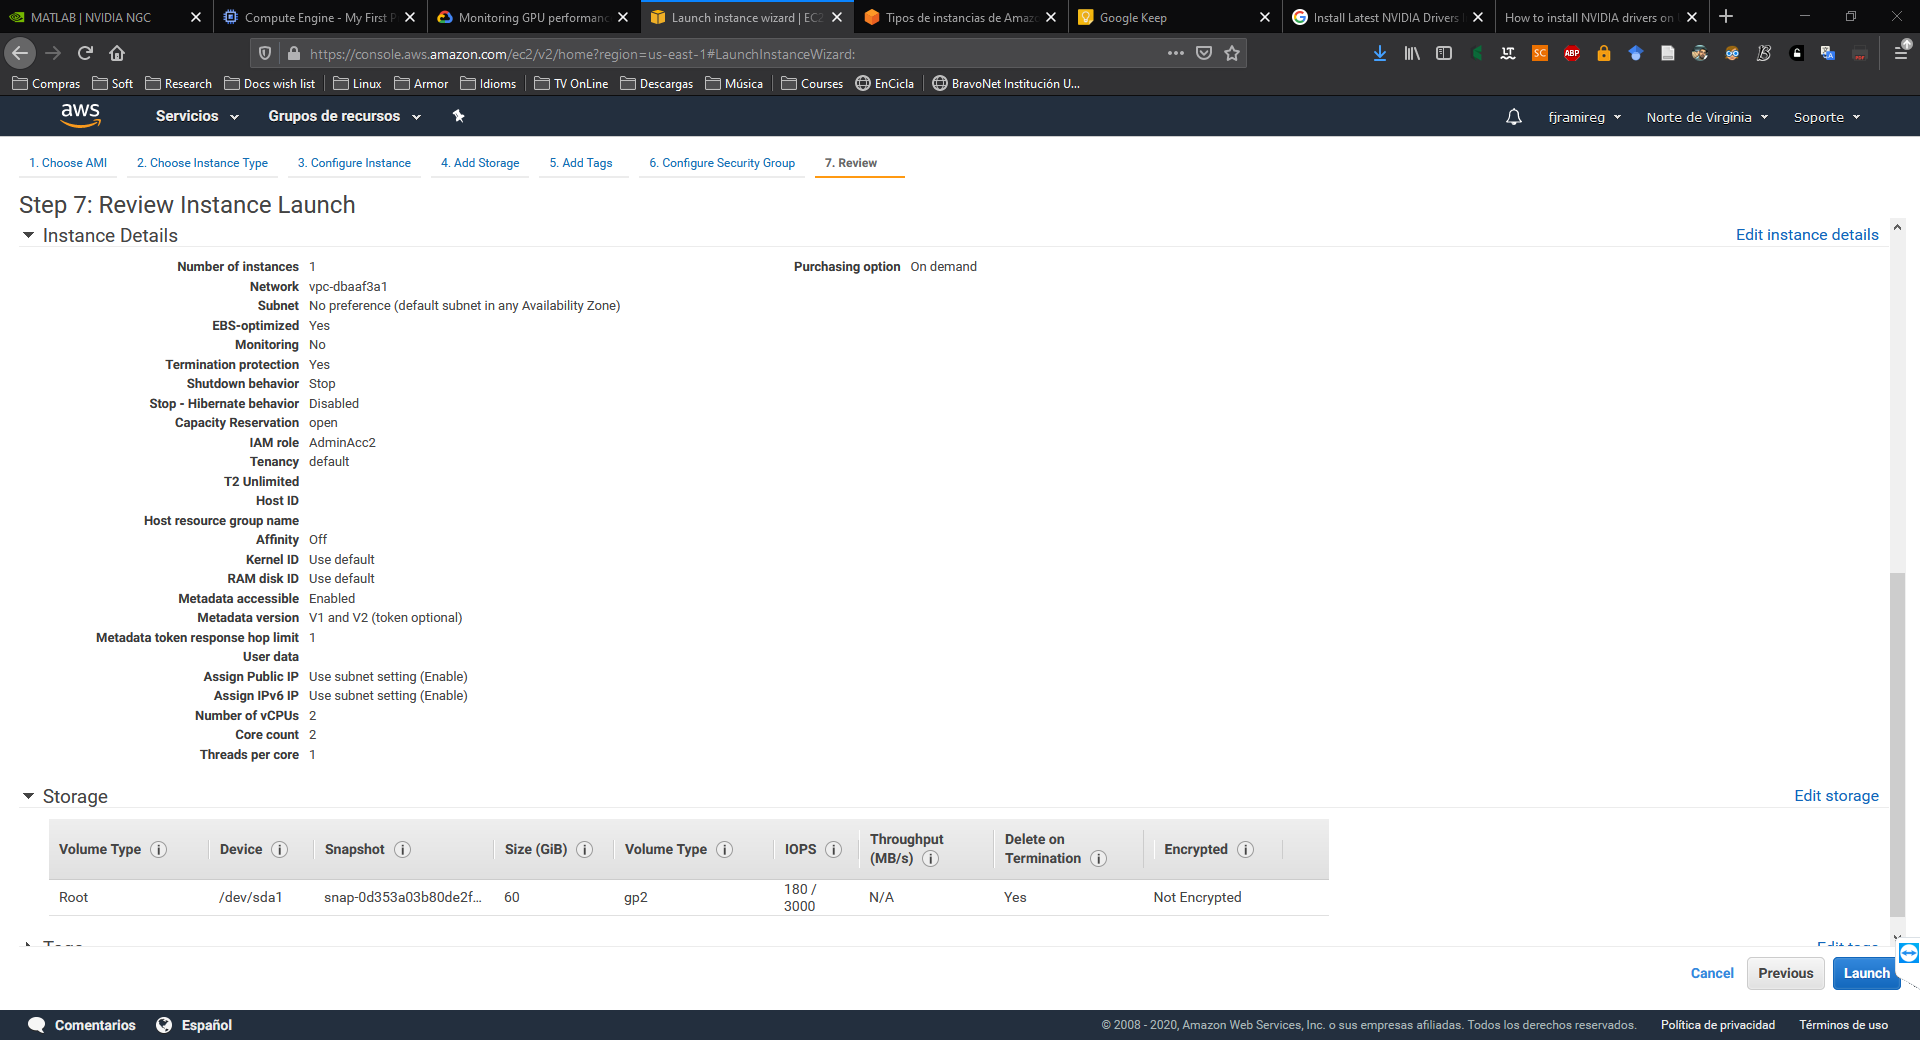 MATLAB | NVIDIA NGC
Compute Engine - My First P
Monitoring GPU performanc
Launch instance wizard | EC2
Tipos de instancias de Amazo
Google Keep
Install Latest NVIDIA Drivers
How to install NVIDIA drivers on
https://console.aws.amazon.com/ec2/v2/home?region=us-east-1#LaunchInstanceWizard:
Compras
Soft
Research
Docs wish list
Linux
Armor
Idioms
TV OnLine
Descargas
Música
Courses
EnCicla
BravoNet Institución U...
aws
Servicios
Grupos de recursos
fjramireg
Norte de Virginia
Soporte
1. Choose AMI
2. Choose Instance Type
3. Configure Instance
4. Add Storage
5. Add Tags
6. Configure Security Group
7. Review
Step 7: Review Instance Launch
Instance Details
Edit instance details
Number of instances 1
Purchasing option On demand
Network vpc-dbaaf3a1
Subnet No preference (default subnet in any Availability Zone)
EBS-optimized Yes
Monitoring No
Termination protection Yes
Shutdown behavior Stop
Stop - Hibernate behavior Disabled
Capacity Reservation open
IAM role AdminAcc2
Tenancy default
T2 Unlimited
Host ID
Host resource group name
Affinity Off
Kernel ID Use default
RAM disk ID Use default
Metadata accessible Enabled
Metadata version V1 and V2 (token optional)
Metadata token response hop limit 1
User data
Assign Public IP Use subnet setting (Enable)
Assign IPv6 IP Use subnet setting (Enable)
Number of vCPUs 2
Core count 2
Threads per core 1
Storage
Edit storage
Volume Type Device Snapshot Size (GiB) Volume Type IOPS Throughput (MB/s) Delete on Termination Encrypted
Root /dev/sda1 snap-0d353a03b80de2f... 60 gp2 180 / 3000 N/A Yes Not Encrypted
Tags
Edit tags
Cancel
Previous
Launch
Comentarios
Español
© 2008 - 2020, Amazon Web Services, Inc. o sus empresas afiliadas. Todos los derechos reservados.
Política de privacidad
Términos de uso